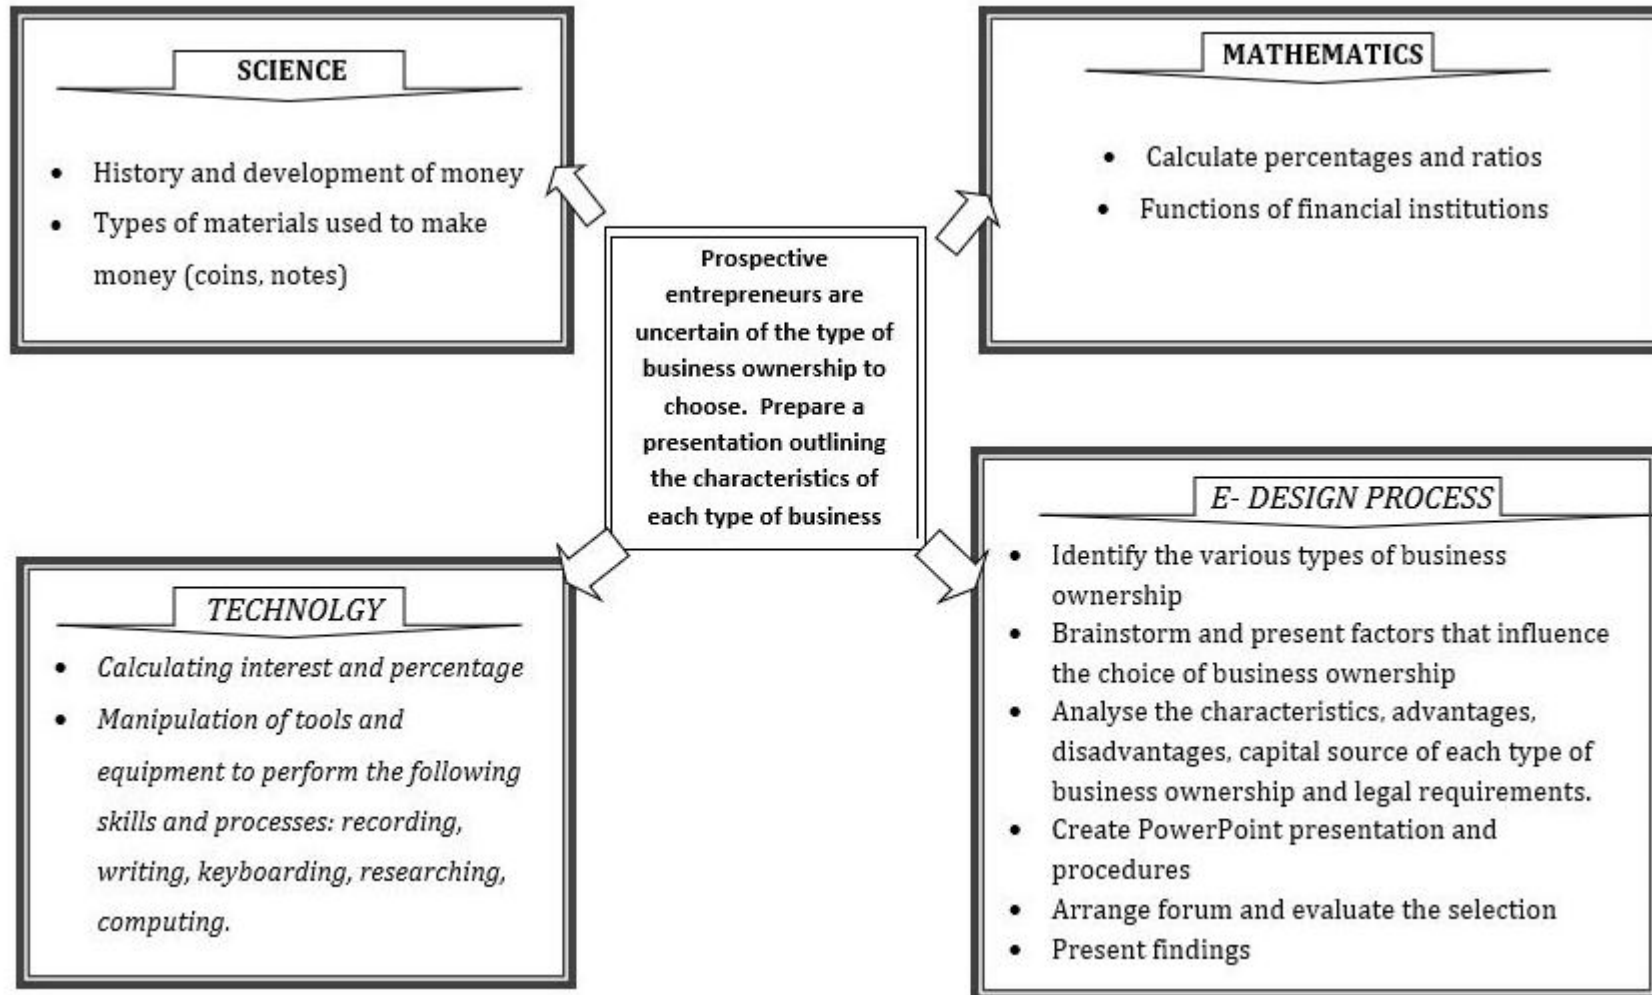 SCIENCE
• History and development of money
• Types of materials used to make
money (coins, notes)
MATHEMATICS
• Calculate percentages and ratios
• Functions of financial institutions
Prospective
entrepreneurs are
uncertain of the type of
business ownership to
choose. Prepare a
presentation outlining
the characteristics of
each type of business
TECHNOLGY
• Calculating interest and percentage
• Manipulation of tools and
equipment to perform the following
skills and processes: recording,
writing, keyboarding, researching,
computing.
E- DESIGN PROCESS
• Identify the various types of business
ownership
• Brainstorm and present factors that influence
the choice of business ownership
• Analyse the characteristics, advantages,
disadvantages, capital source of each type of
business ownership and legal requirements.
• Create PowerPoint presentation and
procedures
• Arrange forum and evaluate the selection
• Present findings